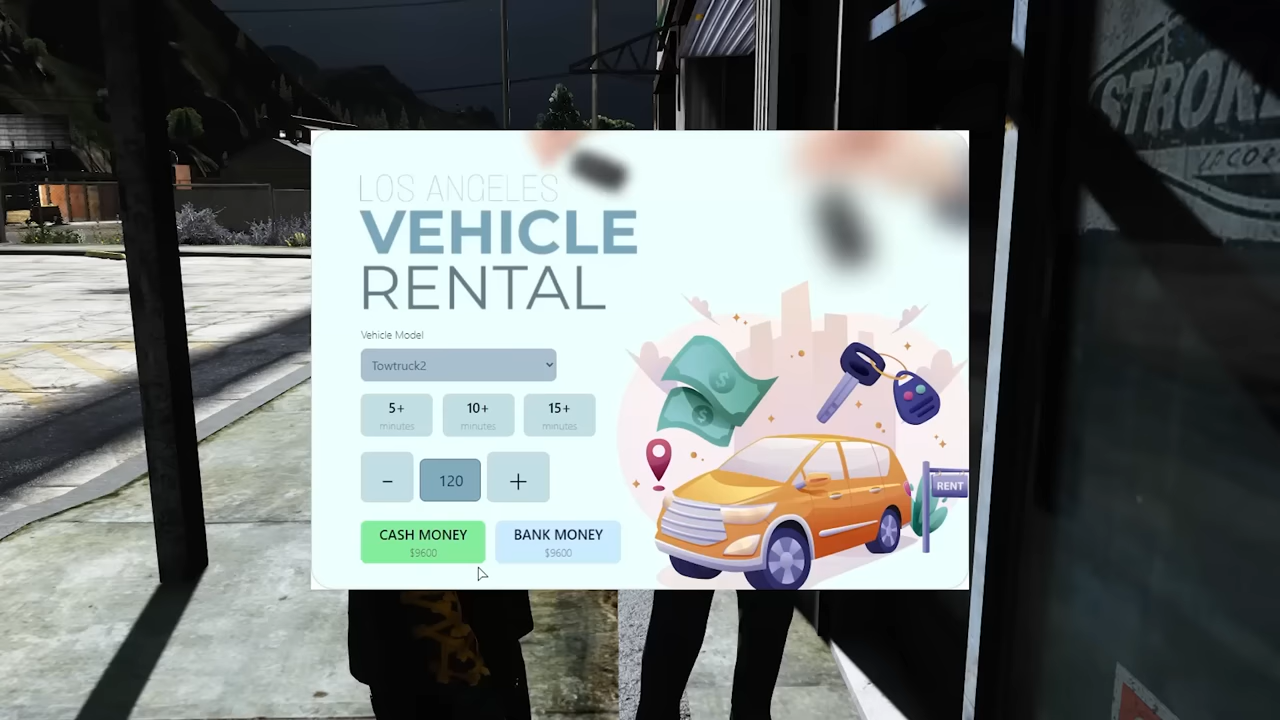 LOS ANGELES
VEHICLE
RENTAL
Vehicle Model
Towtruck2
5+
minutes
10+
minutes
15+
minutes
-
120
+
CASH MONEY
$9600
BANK MONEY
$9600
RENT